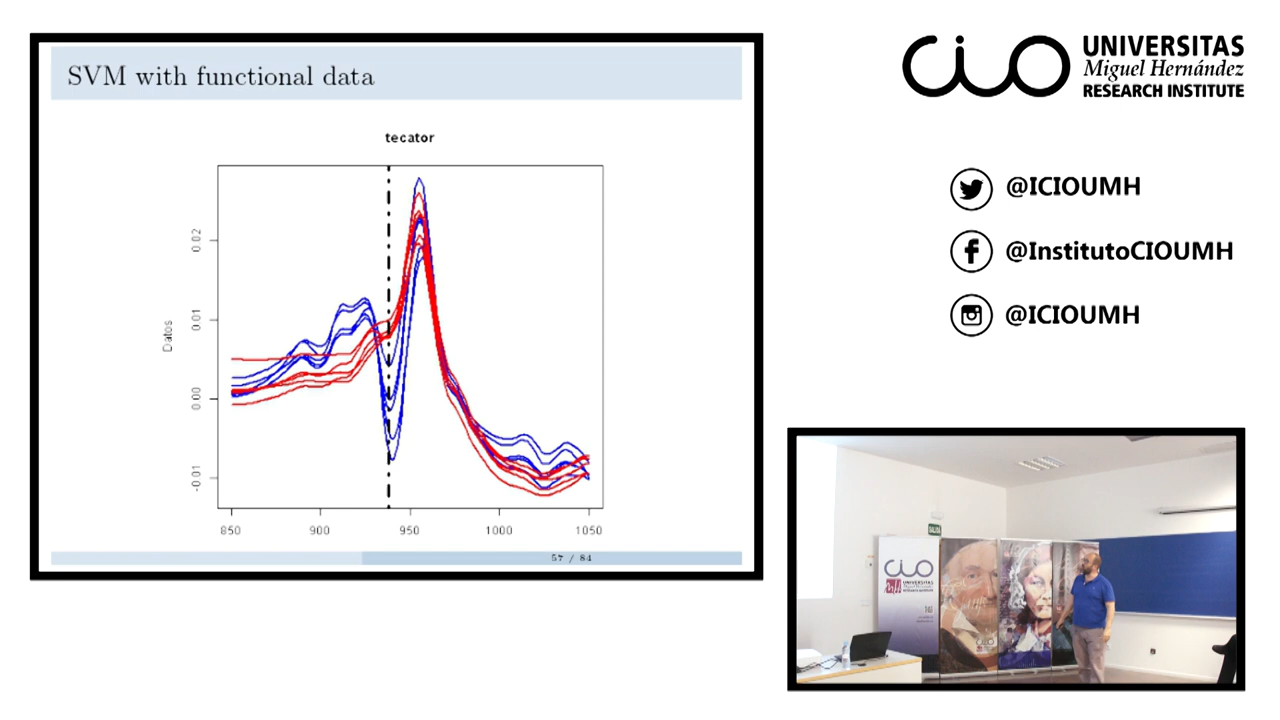 SVM with functional data
tecator
Datos
0.02
0.01
0.00
-0.01
850
900
950
1000
1050
57 / 84
CIO
UNIVERSITAS
Miguel Hernández
RESEARCH INSTITUTE
@ICIOUMH
@InstitutoCIOUMH
@ICIOUMH
SALIDA
CIO
UNIVERSITAS